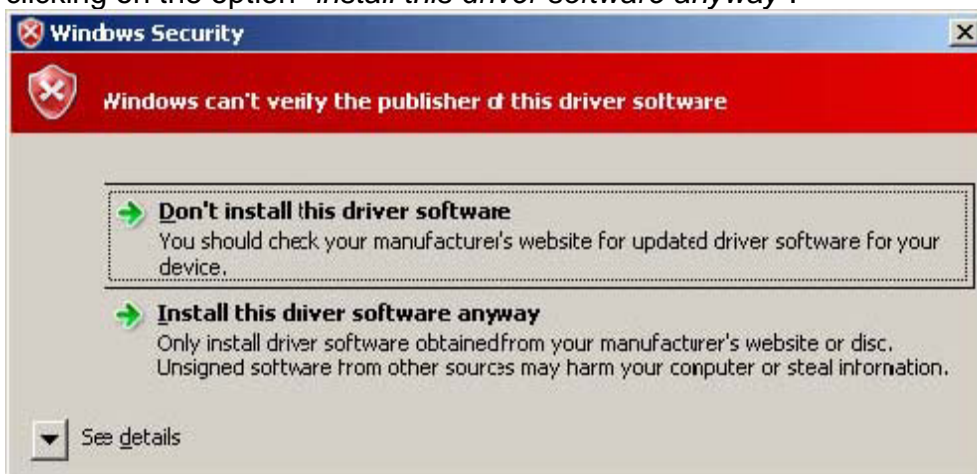 clicking on the option "install this driver software anyway".
Windows Security
Windows can't verify the publisher of this driver software
Don't install this driver software
You should check your manufacturer's website for updated driver software for your
device.
Install this driver software anyway
Only install driver software obtained from your manufacturer's website or disc.
Unsigned software from other sources may harm your computer or steal information.
See details